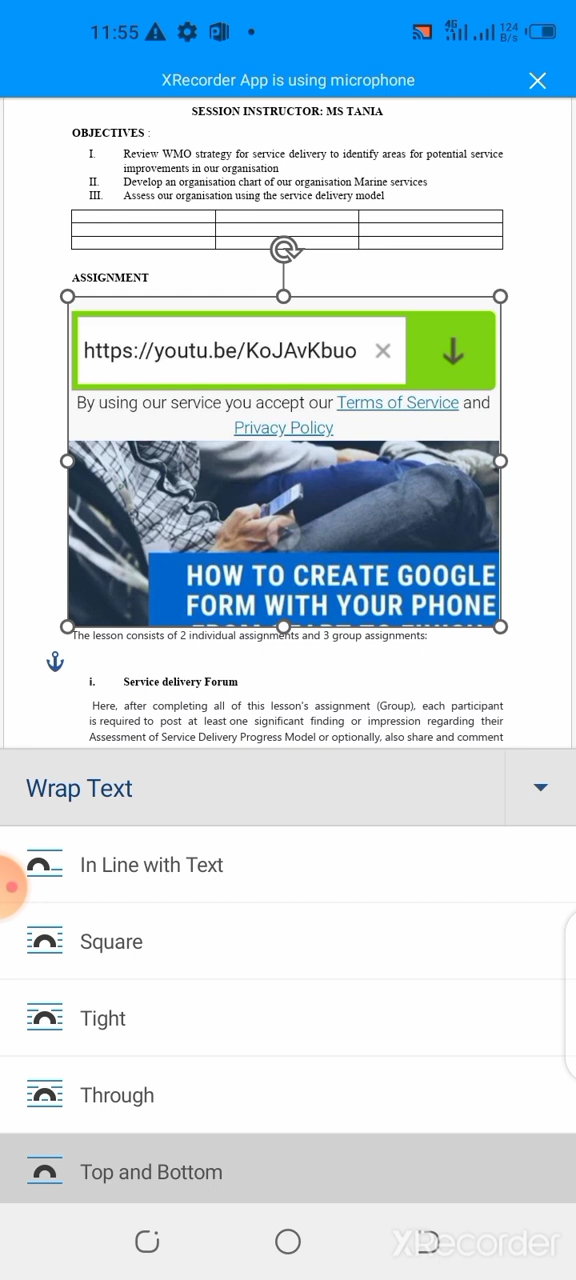 11:55
4G
124
B/s
XRecorder App is using microphone
SESSION INSTRUCTOR: MS TANIA
OBJECTIVES :
I. Review WMO strategy for service delivery to identify areas for potential service
improvements in our organisation
II. Develop an organisation chart of our organisation Marine services
III. Assess our organisation using the service delivery model
ASSIGNMENT
https://youtu.be/KoJAvKbuo
By using our service you accept our Terms of Service and
Privacy Policy
HOW TO CREATE GOOGLE
FORM WITH YOUR PHONE
The lesson consists of 2 individual assignments and 3 group assignments:
i. Service delivery Forum
Here, after completing all of this lesson's assignment (Group), each participant
is required to post at least one significant finding or impression regarding their
Assessment of Service Delivery Progress Model or optionally, also share and comment
Wrap Text
In Line with Text
Square
Tight
Through
Top and Bottom
XRecorder